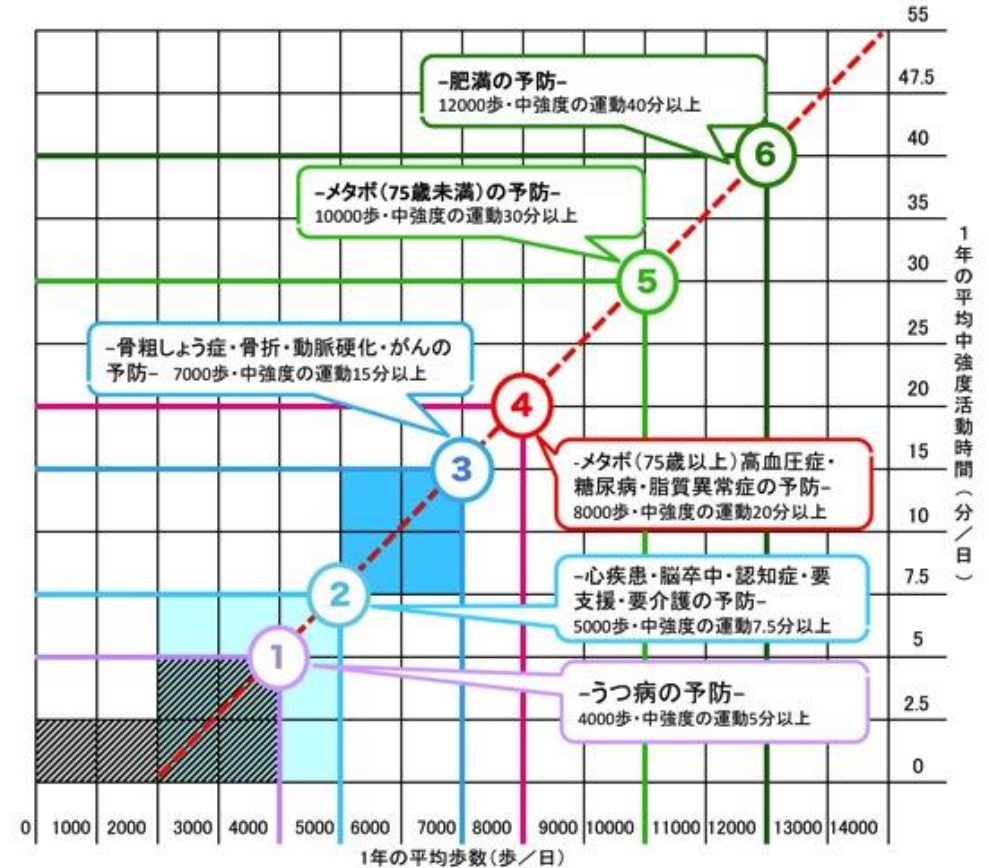 -肥満の予防-
12000歩・中強度の運動40分以上
6
-メタボ(75歳未満)の予防-
10000歩・中強度の運動30分以上
5
-骨粗しょう症・骨折・動脈硬化・がんの
予防- 7000歩・中強度の運動15分以上
4
3
-メタボ(75歳以上)高血圧症・
糖尿病・脂質異常症の予防-
8000歩・中強度の運動20分以上
2
-心疾患・脳卒中・認知症・要
支援・要介護の予防-
5000歩・中強度の運動7.5分以上
1
-うつ病の予防-
4000歩・中強度の運動5分以上
55
47.5
40
35
30
25
20
15
10
7.5
5
2.5
0
1年の平均中強度活動時間(分/日)
0 1000 2000 3000 4000 5000 6000 7000 8000 9000 10000 11000 12000 13000 14000
1年の平均歩数(歩/日)